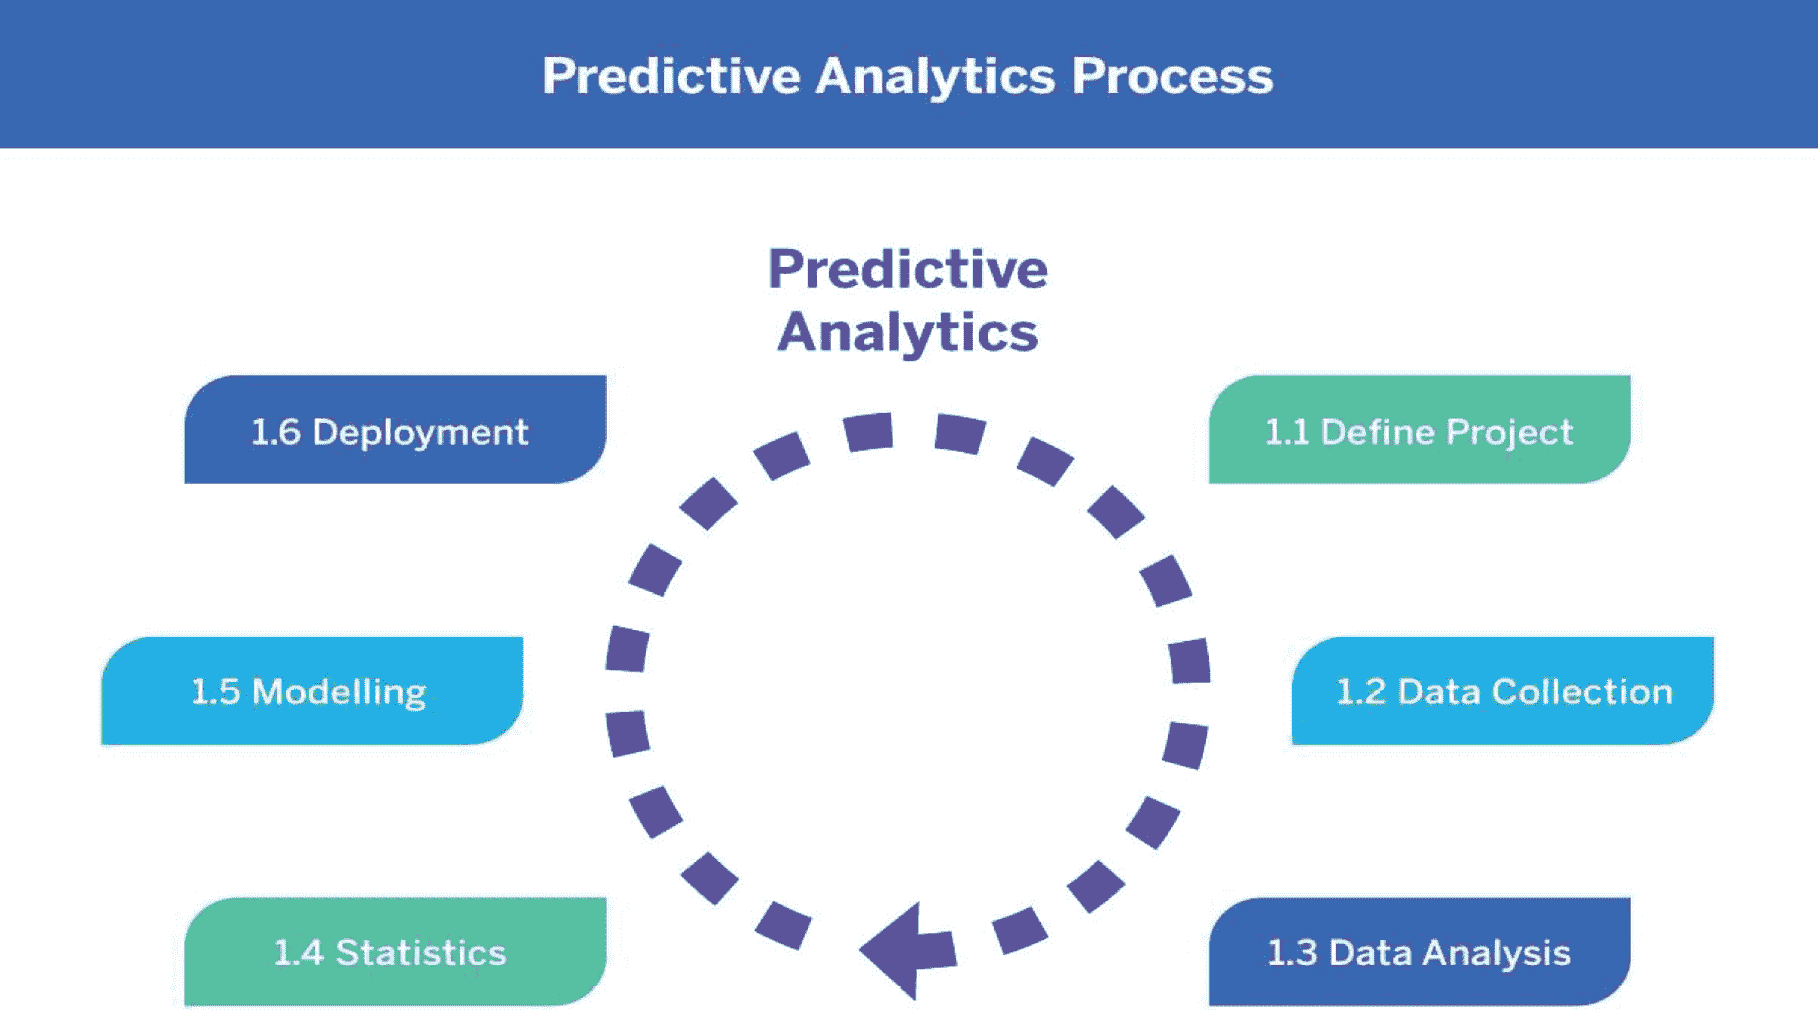 Predictive Analytics Process
Predictive
Analytics
1.1 Define Project
1.2 Data Collection
1.3 Data Analysis
1.4 Statistics
1.5 Modelling
1.6 Deployment